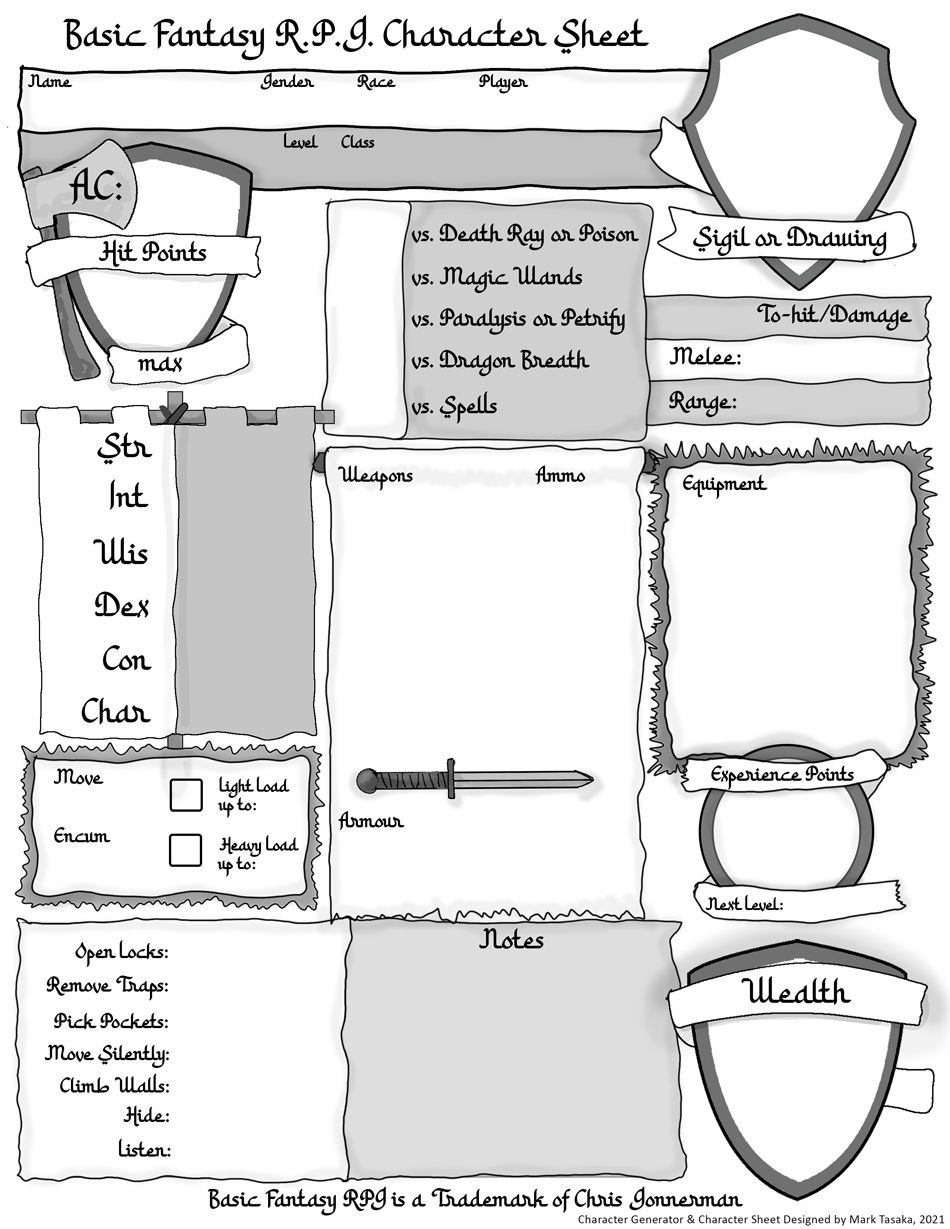 Basic Fantasy R.P.G. Character Sheet
Name Gender Race Player
Level Class
AC:
Hit Points
max
vs. Death Ray or Poison
vs. Magic Wands
vs. Paralysis or Petrify
vs. Dragon Breath
vs. Spells
Sigil or Drawing
To-hit/Damage
Melee:
Range:
Str
Int
Wis
Dex
Con
Char
Weapons Ammo
Armour
Equipment
Move
Light Load
up to:
Encum
Heavy Load
up to:
Experience Points
Next Level:
Open Locks:
Remove Traps:
Pick Pockets:
Move Silently:
Climb Walls:
Hide:
Listen:
Notes
Wealth
Basic Fantasy RPG is a Trademark of Chris Gonnerman
Character Generator & Character Sheet Designed by Mark Tasaka, 2021